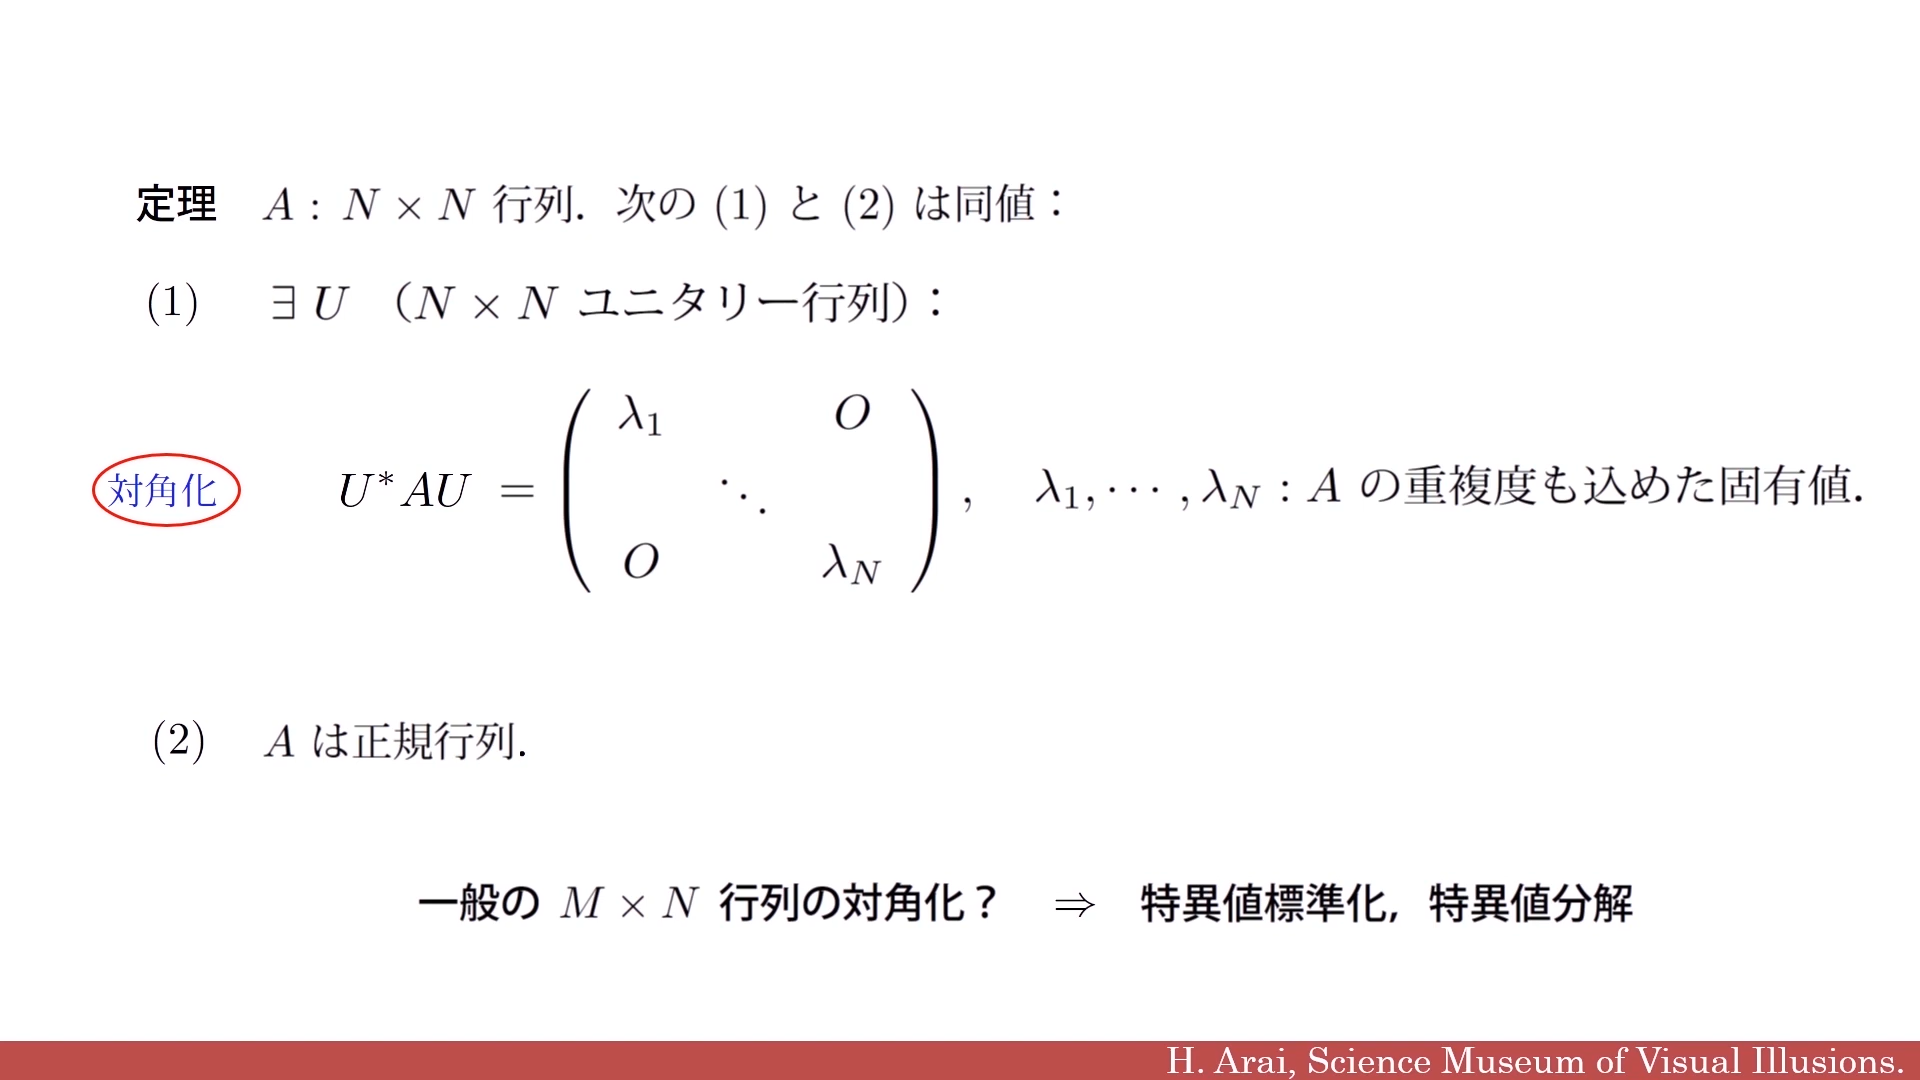 定理 A : N × N 行列. 次の (1) と (2) は同値：
(1) ∃ U （N × N ユニタリー行列）：
対角化 U*AU = ( λ₁ O ⋱ O λ_N ) , λ₁, ⋯ , λ_N : A の重複度も込めた固有値.
(2) A は正規行列.
一般の M × N 行列の対角化？ ⇒ 特異値標準化, 特異値分解
H. Arai, Science Museum of Visual Illusions.